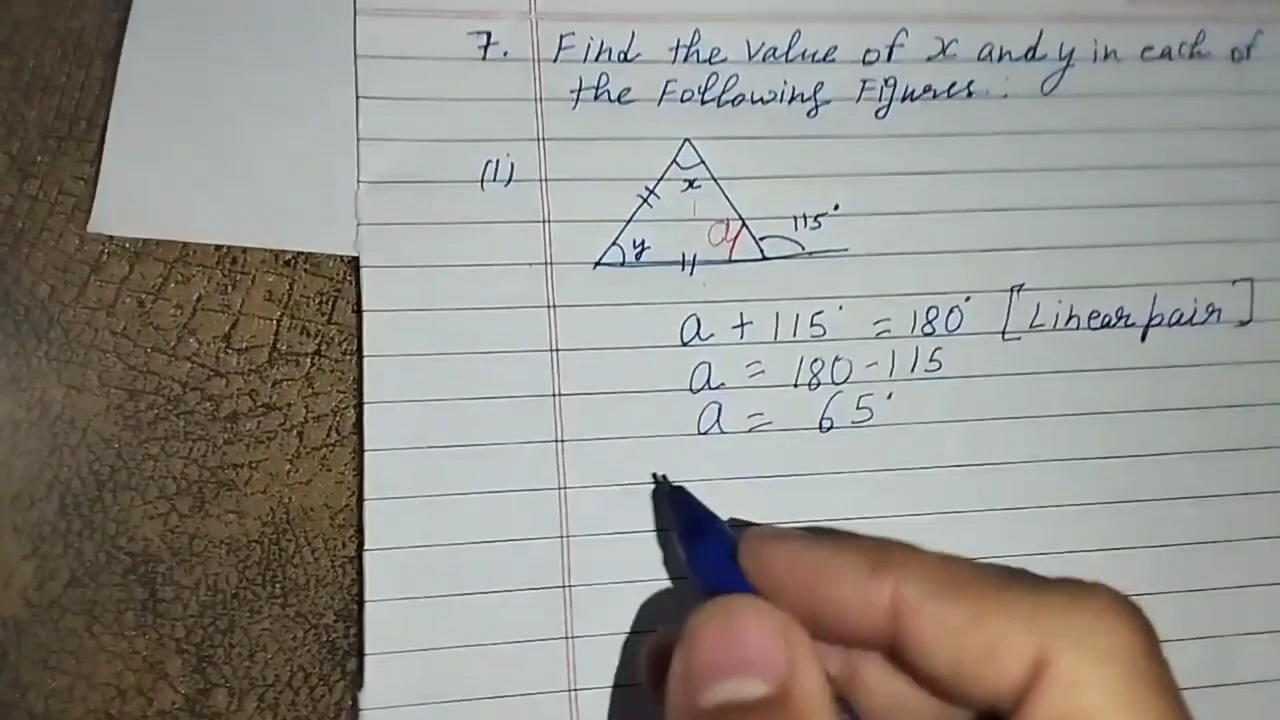 7. Find the value of x and y in each of
the Following Figures:
(i)
x
115°
a
y
a + 115° = 180° [Linear pair]
a = 180 - 115
a = 65°